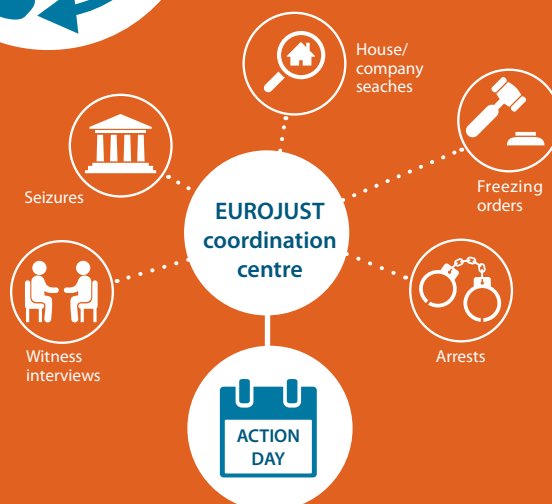 House/
company
seaches
Seizures
Freezing
orders
EUROJUST
coordination
centre
Witness
interviews
Arrests
ACTION
DAY